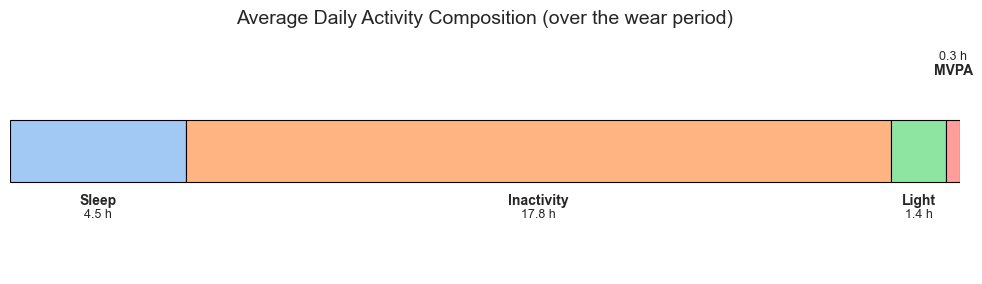 Average Daily Activity Composition (over the wear period)
0.3 h
MVPA
Sleep
4.5 h
Inactivity
17.8 h
Light
1.4 h